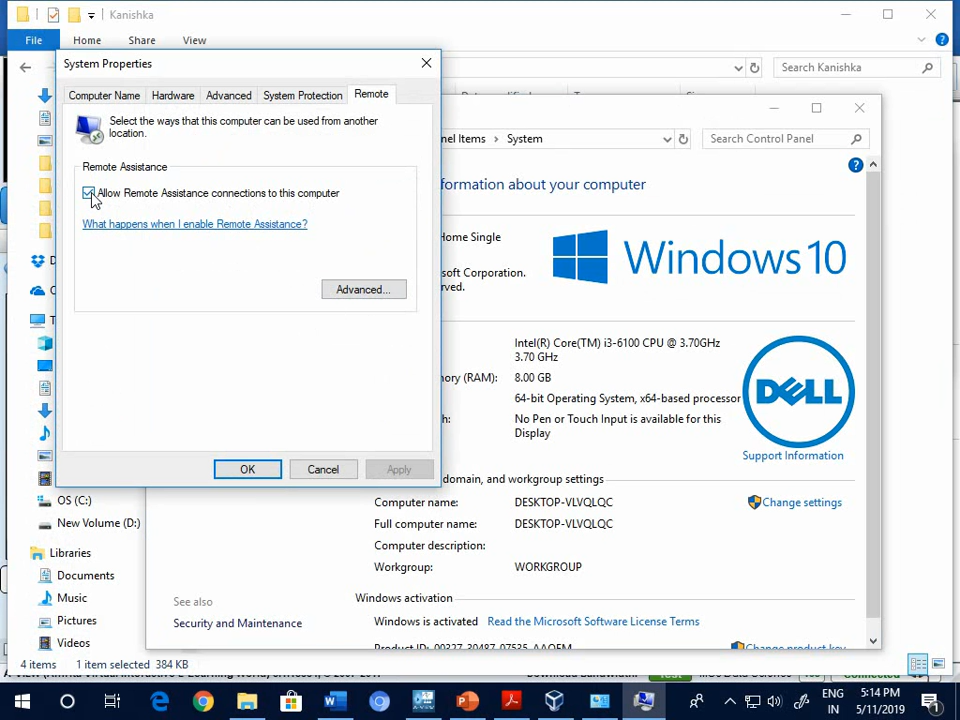 Kanishka
File Home Share View
System Properties
Search Kanishka
Computer Name Hardware Advanced System Protection Remote
Select the ways that this computer can be used from another
location.
nel Items > System
Search Control Panel
Remote Assistance
Allow Remote Assistance connections to this computer
What happens when I enable Remote Assistance?
Advanced...
OK Cancel Apply
formation about your computer
Home Single
soft Corporation.
rved.
Windows 10
Intel(R) Core(TM) i3-6100 CPU @ 3.70GHz
3.70 GHz
ory (RAM): 8.00 GB
64-bit Operating System, x64-based processor
No Pen or Touch Input is available for this
Display
DELL
Support Information
domain, and workgroup settings
Computer name: DESKTOP-VLVQLQC
Change settings
Full computer name: DESKTOP-VLVQLQC
Computer description:
Workgroup: WORKGROUP
Windows activation
Windows is activated Read the Microsoft Software License Terms
See also
Security and Maintenance
OS (C:)
New Volume (D:)
Libraries
Documents
Music
Pictures
Videos
4 items 1 item selected 384 KB
ENG
IN
5:14 PM
5/11/2019